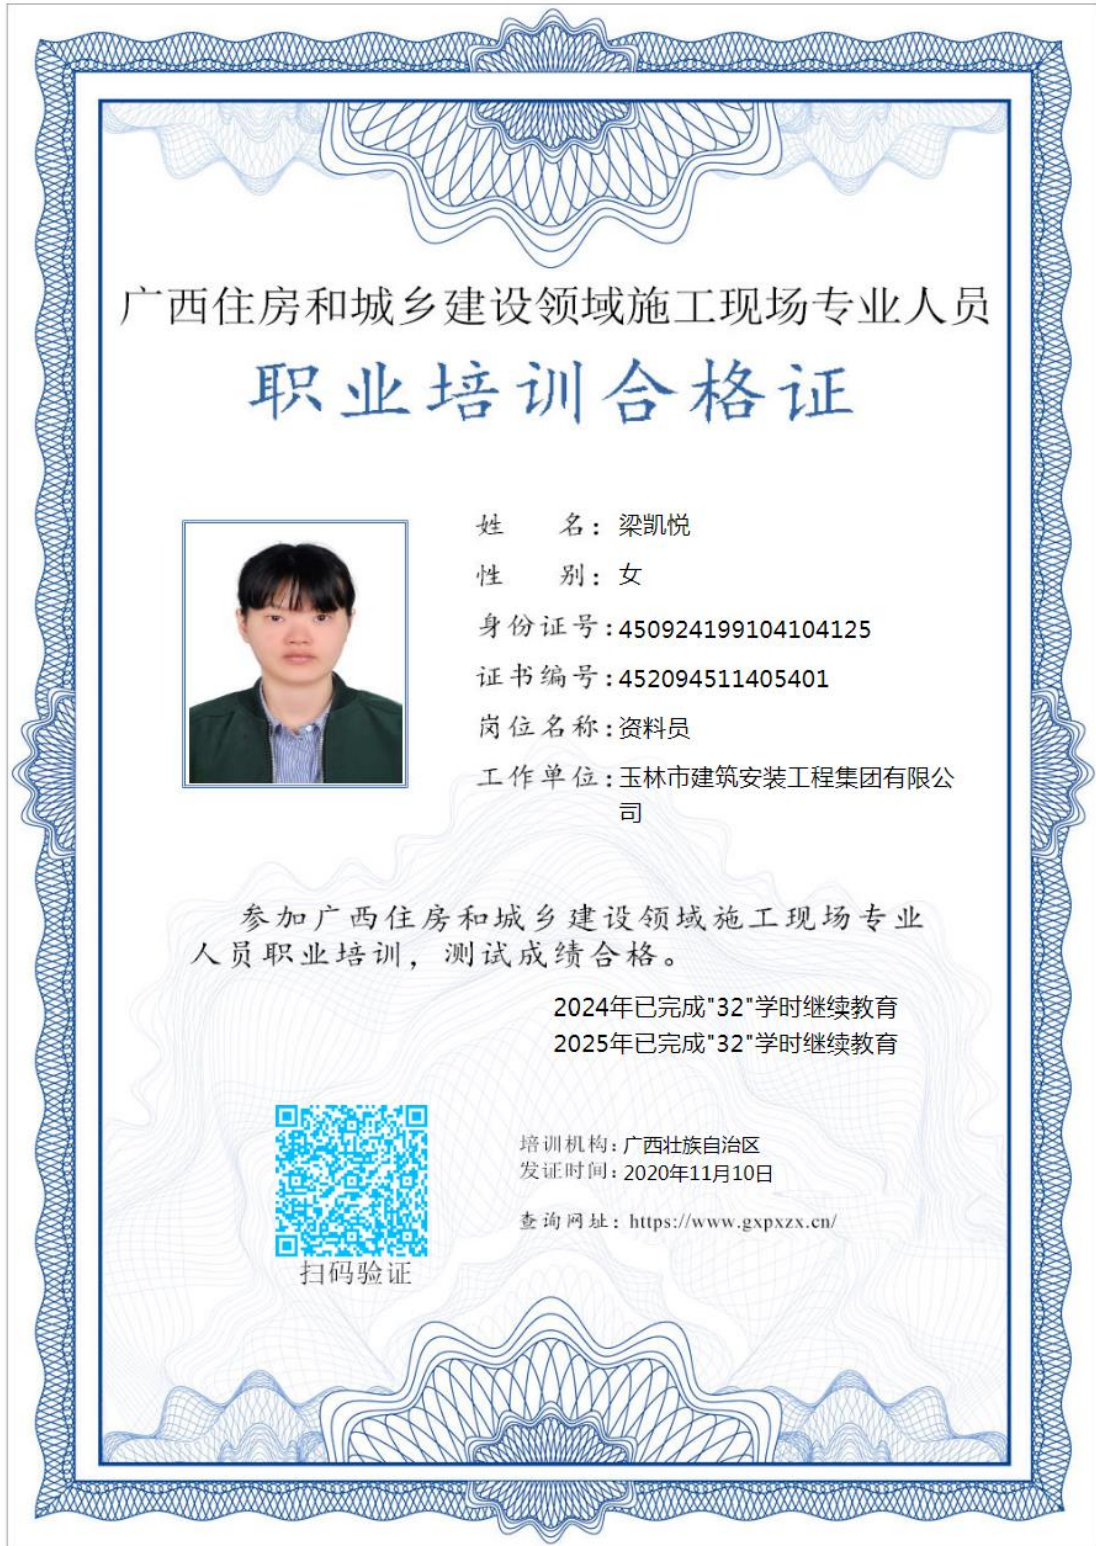 广西住房和城乡建设领域施工现场专业人员
职业培训合格证
姓 名：梁凯悦
性 别：女
身份证号：450924199104104125
证书编号：452094511405401
岗位名称：资料员
工作单位：玉林市建筑安装工程集团有限公
司
参加广西住房和城乡建设领域施工现场专业
人员职业培训，测试成绩合格。
2024年已完成"32"学时继续教育
2025年已完成"32"学时继续教育
培训机构：广西壮族自治区
发证时间：2020年11月10日
查询网址：https://www.gxpxzx.cn/
扫码验证